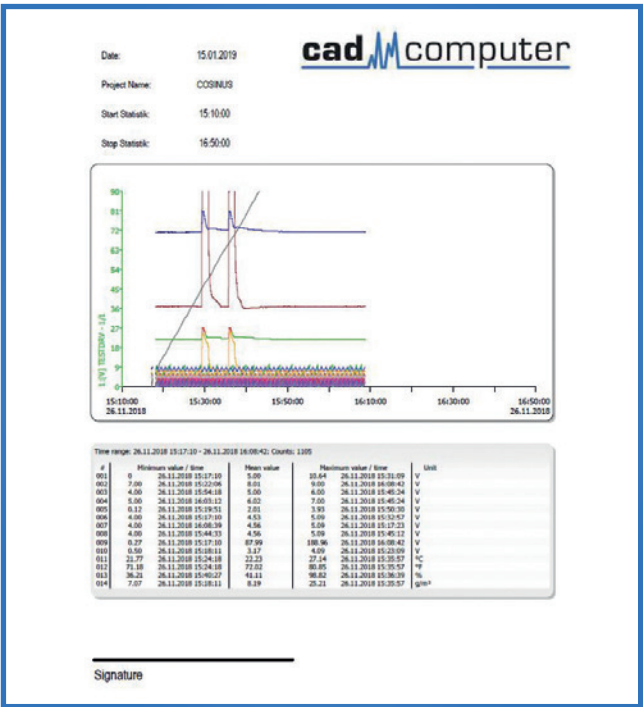 cad computer
Date: 15.01.2019
Project Name: COSINUS
Start Statistik: 15:10:00
Stop Statistik: 16:50:00
90
81
72
63
54
45
36
27
18
9
0
1:[V] TESTDRV - 1/1
15:10:00 15:30:00 15:50:00 16:10:00 16:30:00 16:50:00
26.11.2018 26.11.2018
Time range: 26.11.2018 15:17:10 - 26.11.2018 16:08:42; Counts: 1105
# Minimum value / time Mean value Maximum value / time Unit
001 0 26.11.2018 15:17:10 5.00 10.64 26.11.2018 15:31:09 V
002 7.00 26.11.2018 15:22:06 8.01 9.00 26.11.2018 16:08:42 V
003 4.00 26.11.2018 15:54:18 5.00 6.00 26.11.2018 15:45:24 V
004 5.00 26.11.2018 16:03:12 6.02 7.00 26.11.2018 15:45:24 V
005 0.12 26.11.2018 15:19:51 2.01 3.93 26.11.2018 15:50:30 V
006 4.00 26.11.2018 15:17:10 4.53 5.09 26.11.2018 15:32:57 V
007 4.00 26.11.2018 16:08:39 4.56 5.09 26.11.2018 15:17:23 V
008 4.00 26.11.2018 15:44:33 4.56 5.09 26.11.2018 15:45:12 V
009 0.27 26.11.2018 15:17:10 87.99 188.96 26.11.2018 16:08:42 V
010 0.50 26.11.2018 15:18:11 3.17 4.09 26.11.2018 15:23:09 V
011 21.77 26.11.2018 15:24:18 22.23 27.14 26.11.2018 15:35:57 °C
012 71.18 26.11.2018 15:24:18 72.02 80.85 26.11.2018 15:35:57 °F
013 36.21 26.11.2018 15:40:27 41.11 98.82 26.11.2018 15:36:39 %
014 7.07 26.11.2018 15:18:11 8.19 25.21 26.11.2018 15:35:57 g/m³
Signature